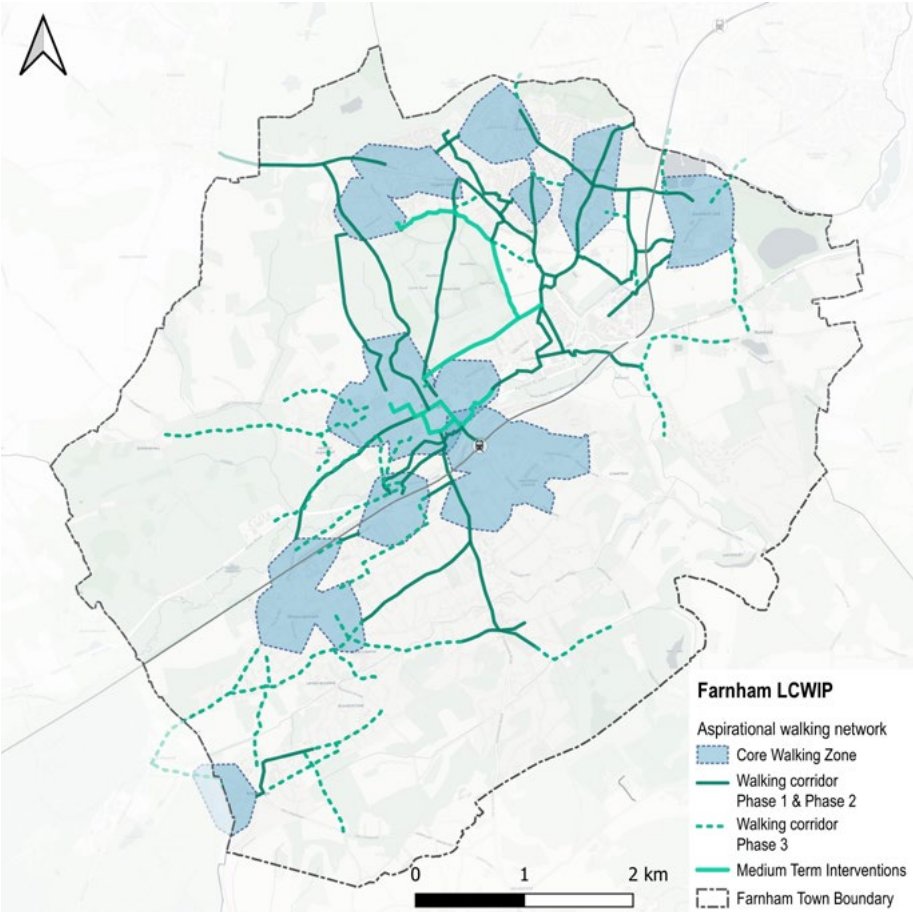 Farnham LCWIP
Aspirational walking network
Core Walking Zone
Walking corridor
Phase 1 & Phase 2
Walking corridor
Phase 3
Medium Term Interventions
Farnham Town Boundary
0 1 2 km